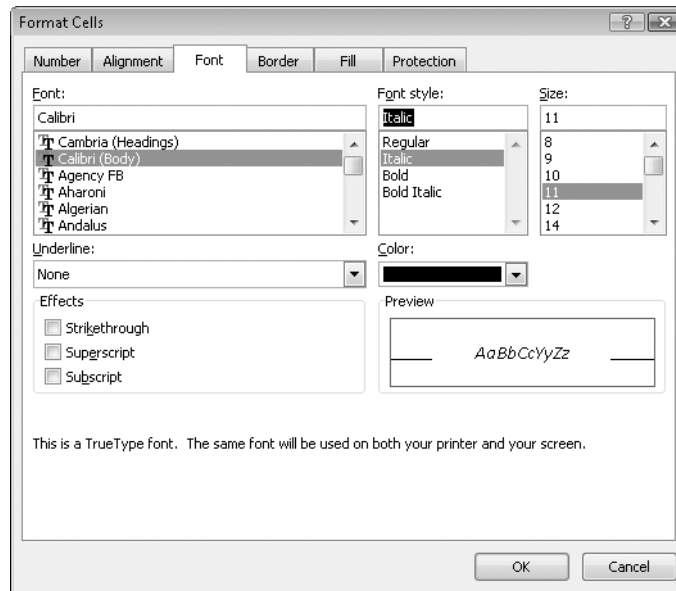 Format Cells
Number Alignment Font Border Fill Protection
Font: Font style: Size:
Calibri Italic 11
Cambria (Headings) Regular 8
Calibri (Body) Italic 9
Agency FB Bold 10
Aharoni Bold Italic 11
Algerian 12
Andalus 14
Underline: Color:
None
Effects Preview
Strikethrough
Superscript AaBbCcYyZz
Subscript
This is a TrueType font. The same font will be used on both your printer and your screen.
OK Cancel